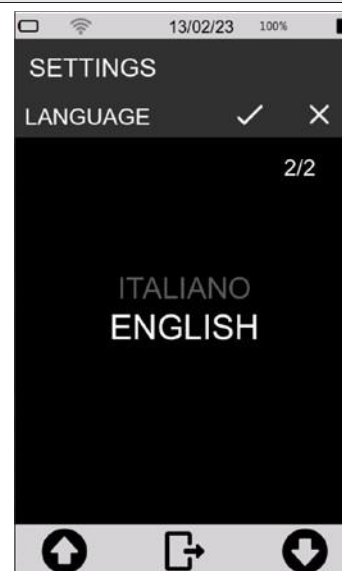 13/02/23 100%
SETTINGS
LANGUAGE
2/2
ITALIANO
ENGLISH